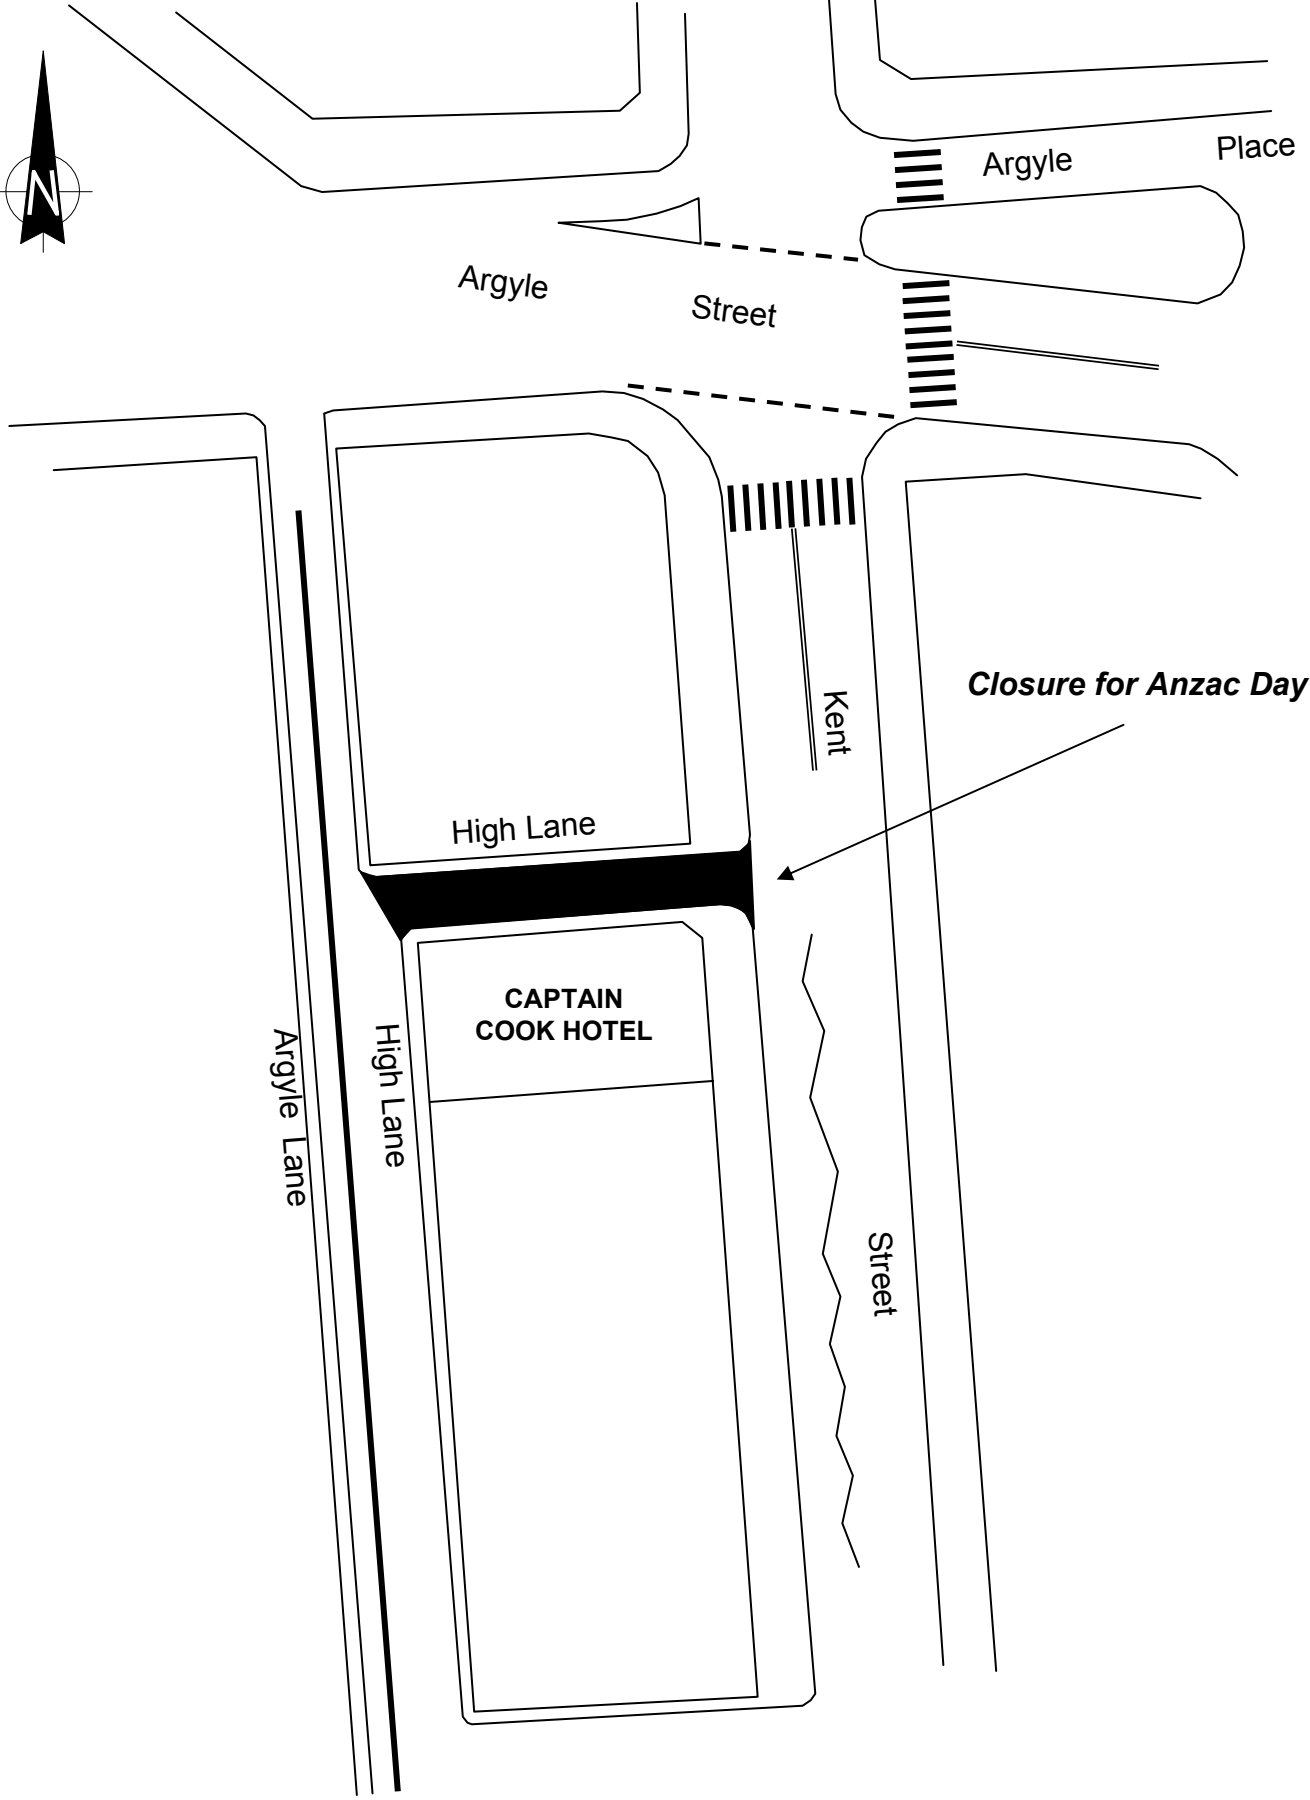 N
Argyle Place
Argyle Street
Kent
Closure for Anzac Day
High Lane
CAPTAIN
COOK HOTEL
High Lane
Argyle Lane
Street